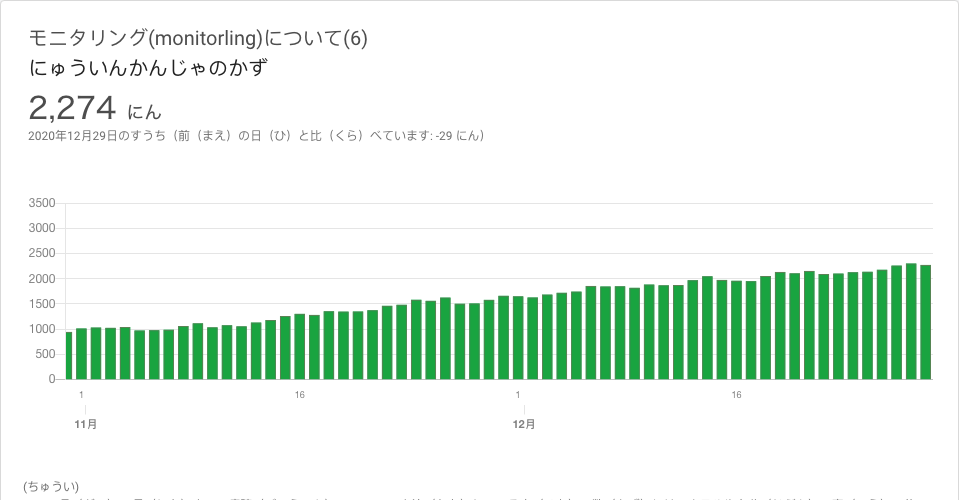 モニタリング(monitorling)について(6)
にゅういんかんじゃのかず
2,274 にん
2020年12月29日のすうち（前（まえ）の日（ひ）と比（くら）べています: -29 にん）
3500
3000
2500
2000
1500
1000
500
0
1 16 1 16
11月 12月
(ちゅうい)